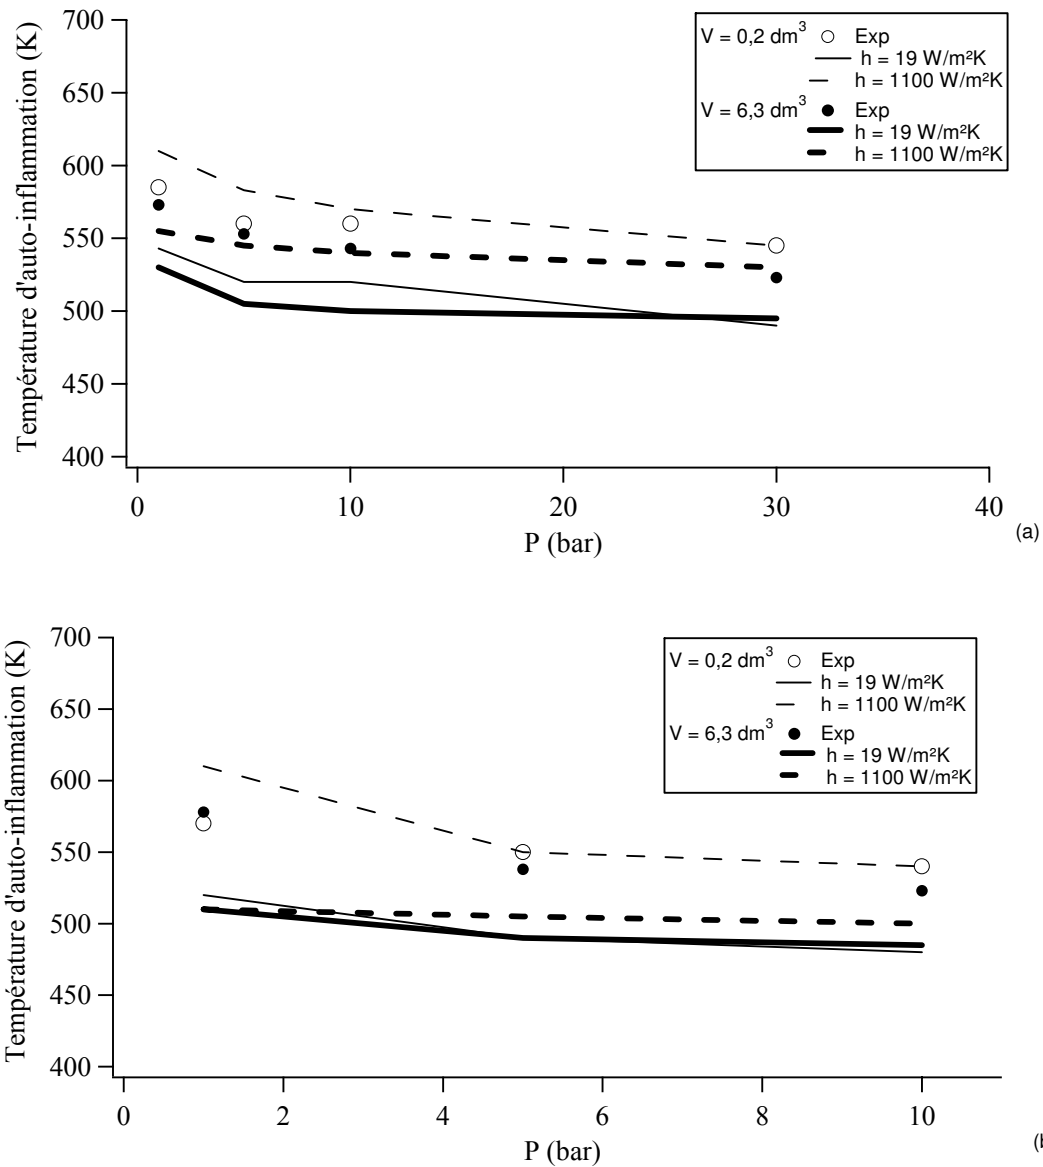 700
650
600
550
500
450
400
Température d'auto-inflammation (K)
V = 0,2 dm³ Exp
h = 19 W/m²K
h = 1100 W/m²K
V = 6,3 dm³ Exp
h = 19 W/m²K
h = 1100 W/m²K
0 10 20 30 40
P (bar)
(a)
700
650
600
550
500
450
400
Température d'auto-inflammation (K)
V = 0,2 dm³ Exp
h = 19 W/m²K
h = 1100 W/m²K
V = 6,3 dm³ Exp
h = 19 W/m²K
h = 1100 W/m²K
0 2 4 6 8 10
P (bar)
(b